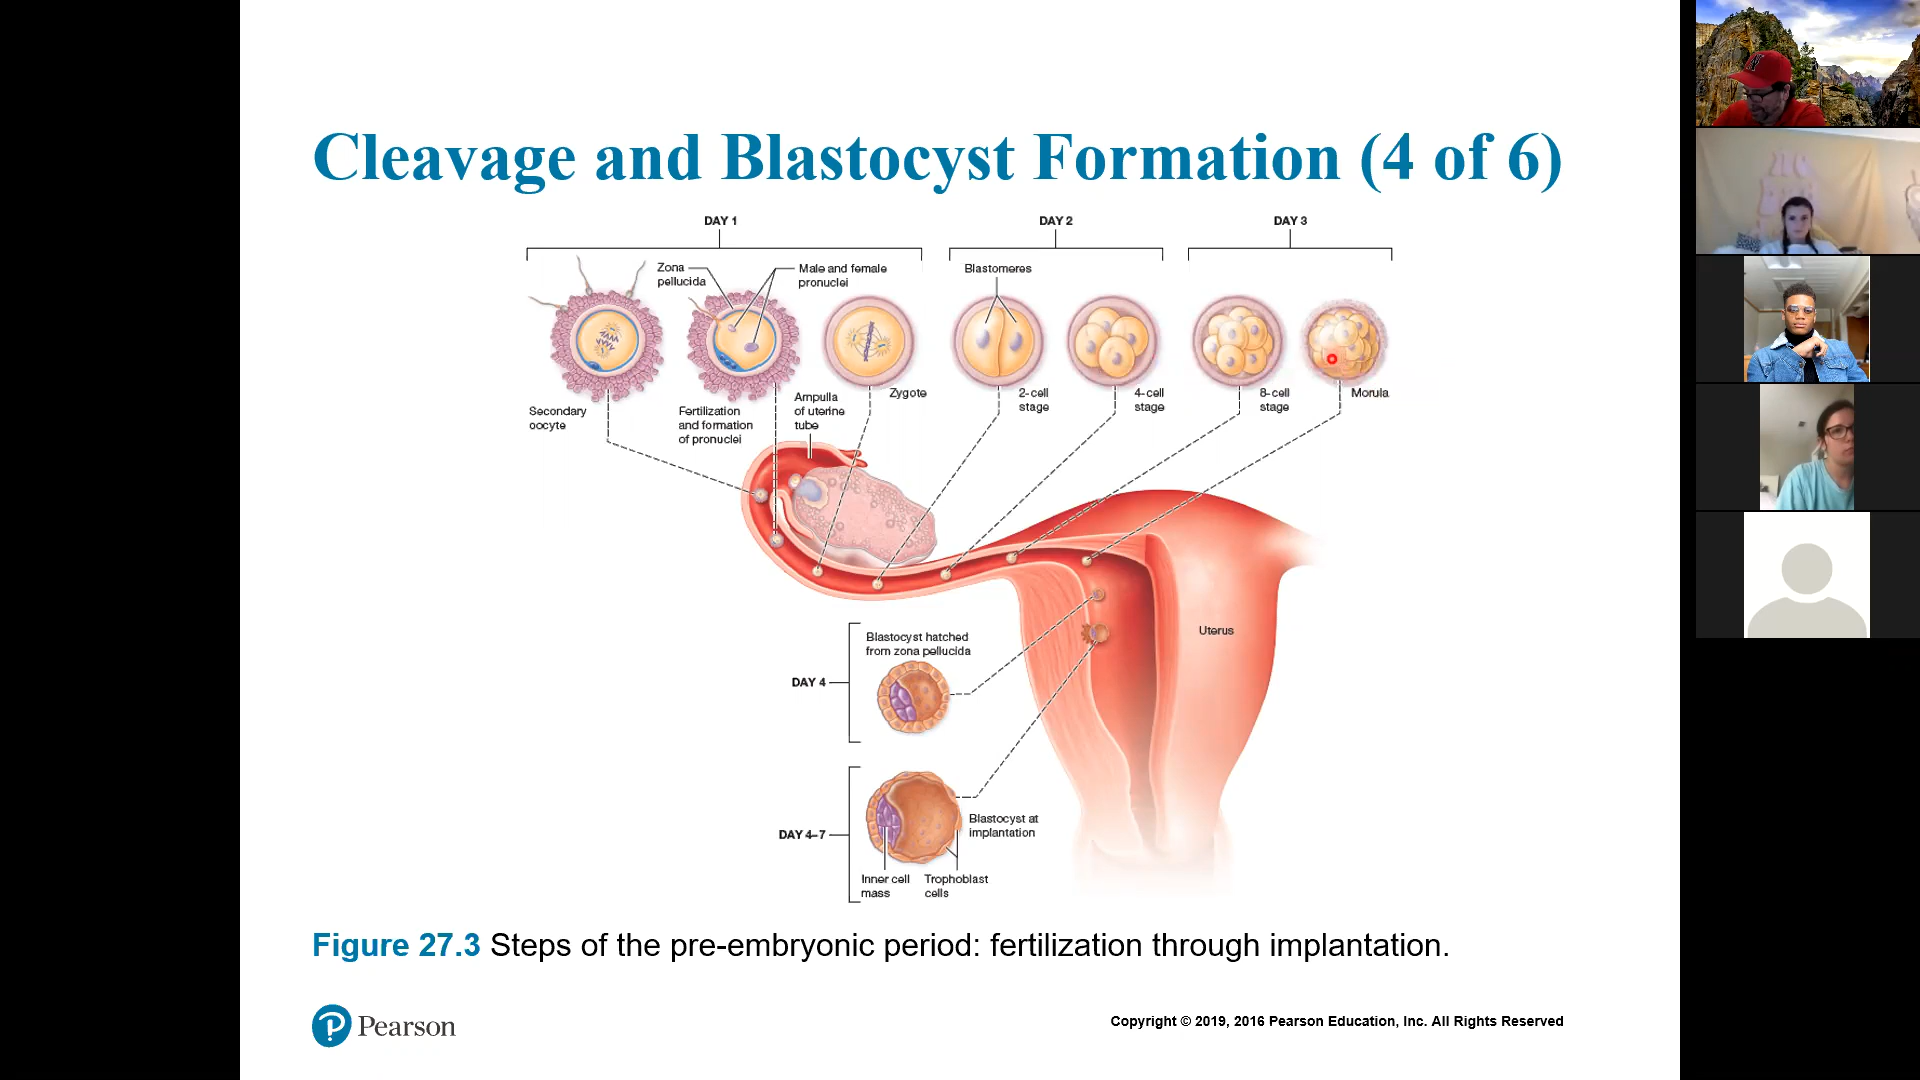 Cleavage and Blastocyst Formation (4 of 6)
DAY 1
DAY 2
DAY 3
Zona
pellucida
Male and female
pronuclei
Blastomeres
Secondary
oocyte
Fertilization
and formation
of pronuclei
Ampulla
of uterine
tube
Zygote
2-cell
stage
4-cell
stage
8-cell
stage
Morula
Uterus
Blastocyst hatched
from zona pellucida
DAY 4
DAY 4–7
Blastocyst at
implantation
Inner cell
mass
Trophoblast
cells
Figure 27.3 Steps of the pre-embryonic period: fertilization through implantation.
Pearson
Copyright © 2019, 2016 Pearson Education, Inc. All Rights Reserved